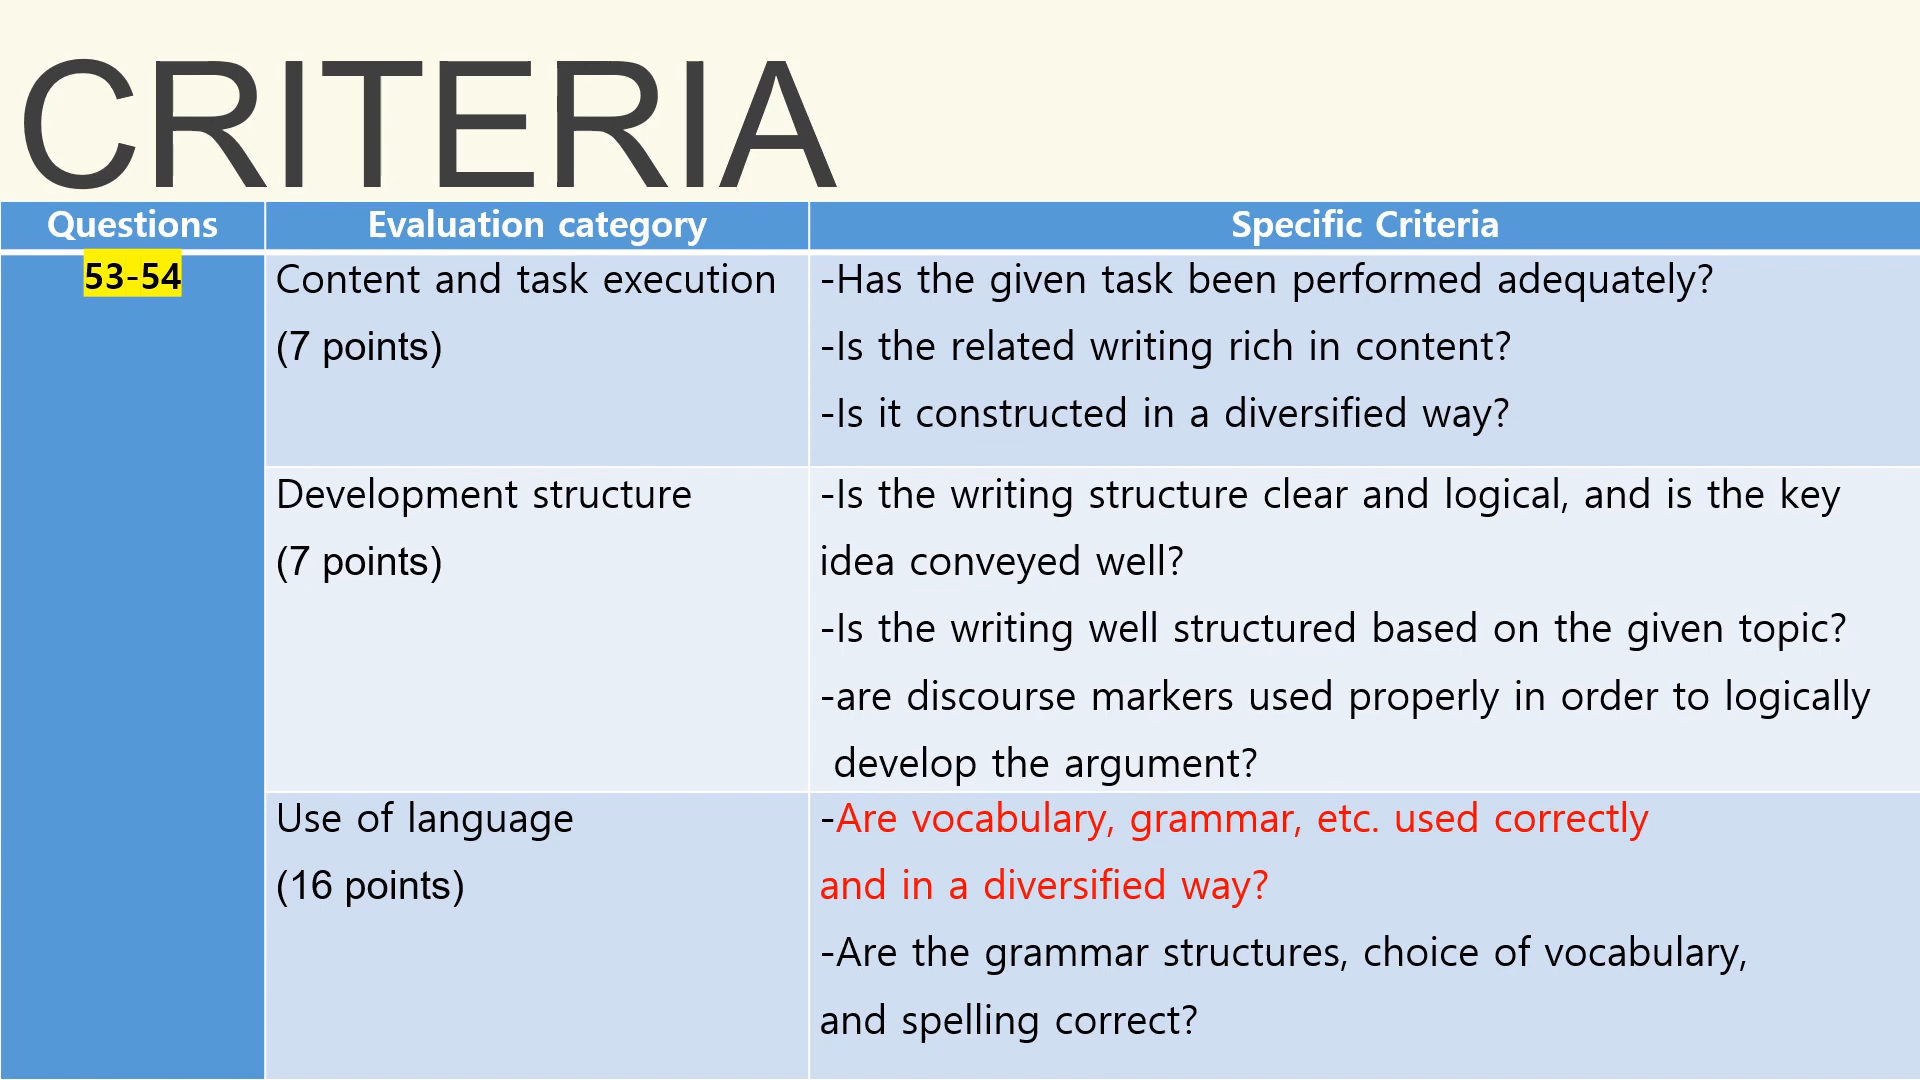 CRITERIA
Questions
Evaluation category
Specific Criteria
53-54
Content and task execution
(7 points)
-Has the given task been performed adequately?
-Is the related writing rich in content?
-Is it constructed in a diversified way?
Development structure
(7 points)
-Is the writing structure clear and logical, and is the key
idea conveyed well?
-Is the writing well structured based on the given topic?
-are discourse markers used properly in order to logically
develop the argument?
Use of language
(16 points)
-Are vocabulary, grammar, etc. used correctly
and in a diversified way?
-Are the grammar structures, choice of vocabulary,
and spelling correct?